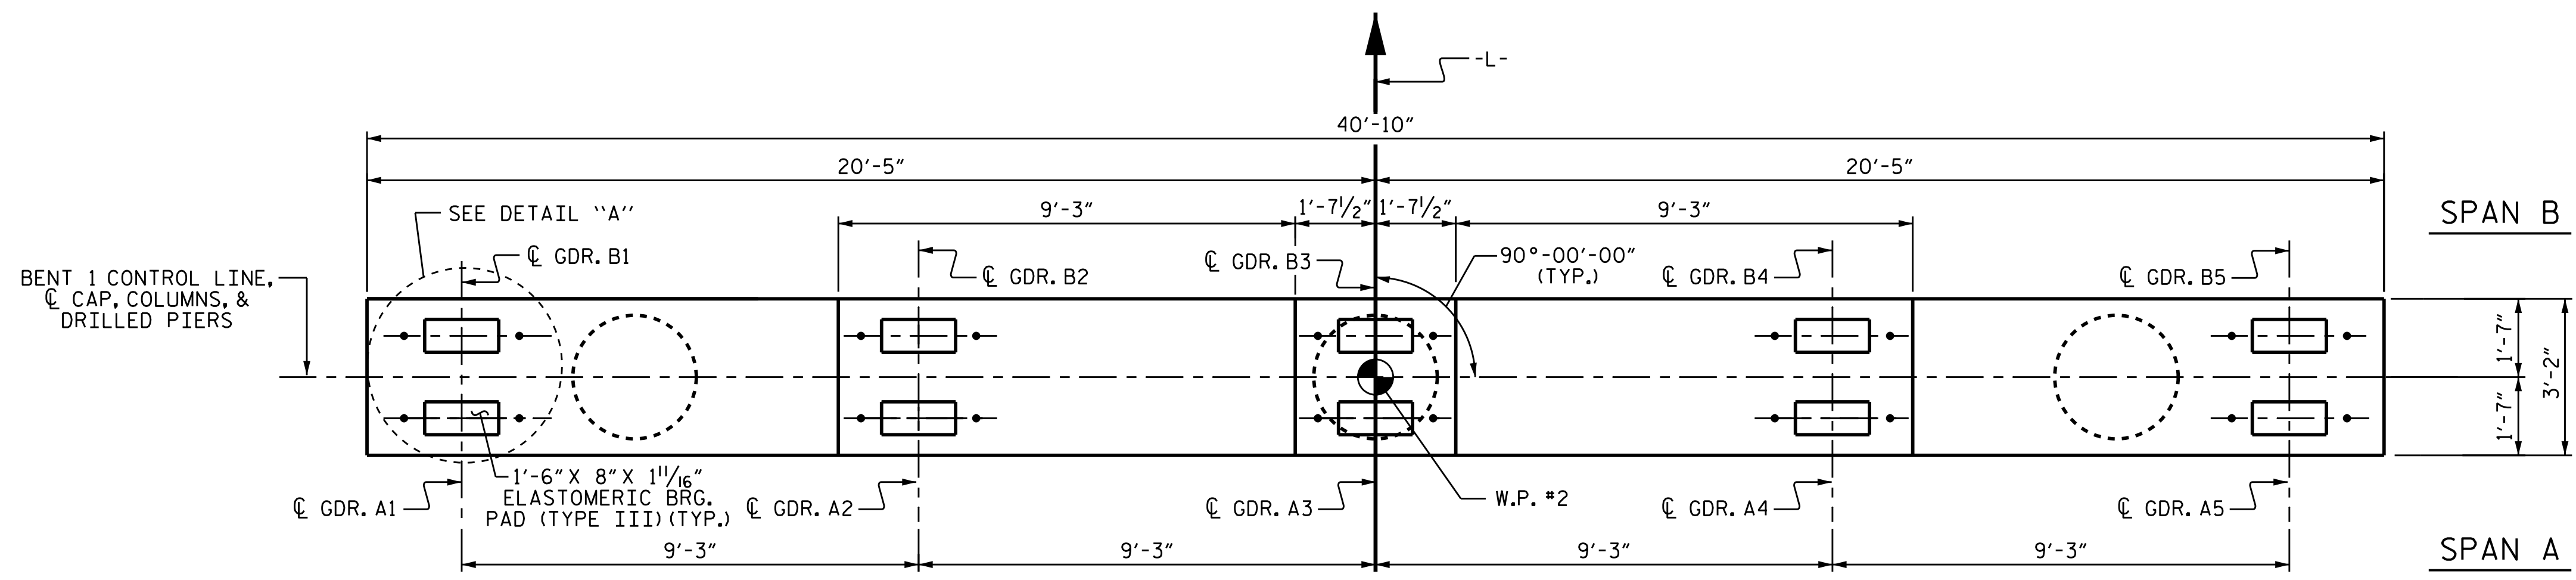 -L-
40'-10"
20'-5" 20'-5"
SEE DETAIL "A" 9'-3" 1'-7 1/2" 1'-7 1/2" 9'-3" SPAN B
℄ GDR. B1 ℄ GDR. B2 ℄ GDR. B3 90°-00'-00" ℄ GDR. B4 ℄ GDR. B5
(TYP.)
BENT 1 CONTROL LINE,
℄ CAP, COLUMNS, &
DRILLED PIERS
1'-7"
3'-2"
1'-7"
1'-6" X 8" X 1 11/16"
ELASTOMERIC BRG.
PAD (TYPE III) (TYP.)
W.P. #2
℄ GDR. A1 ℄ GDR. A2 ℄ GDR. A3 ℄ GDR. A4 ℄ GDR. A5
9'-3" 9'-3" 9'-3" 9'-3" SPAN A